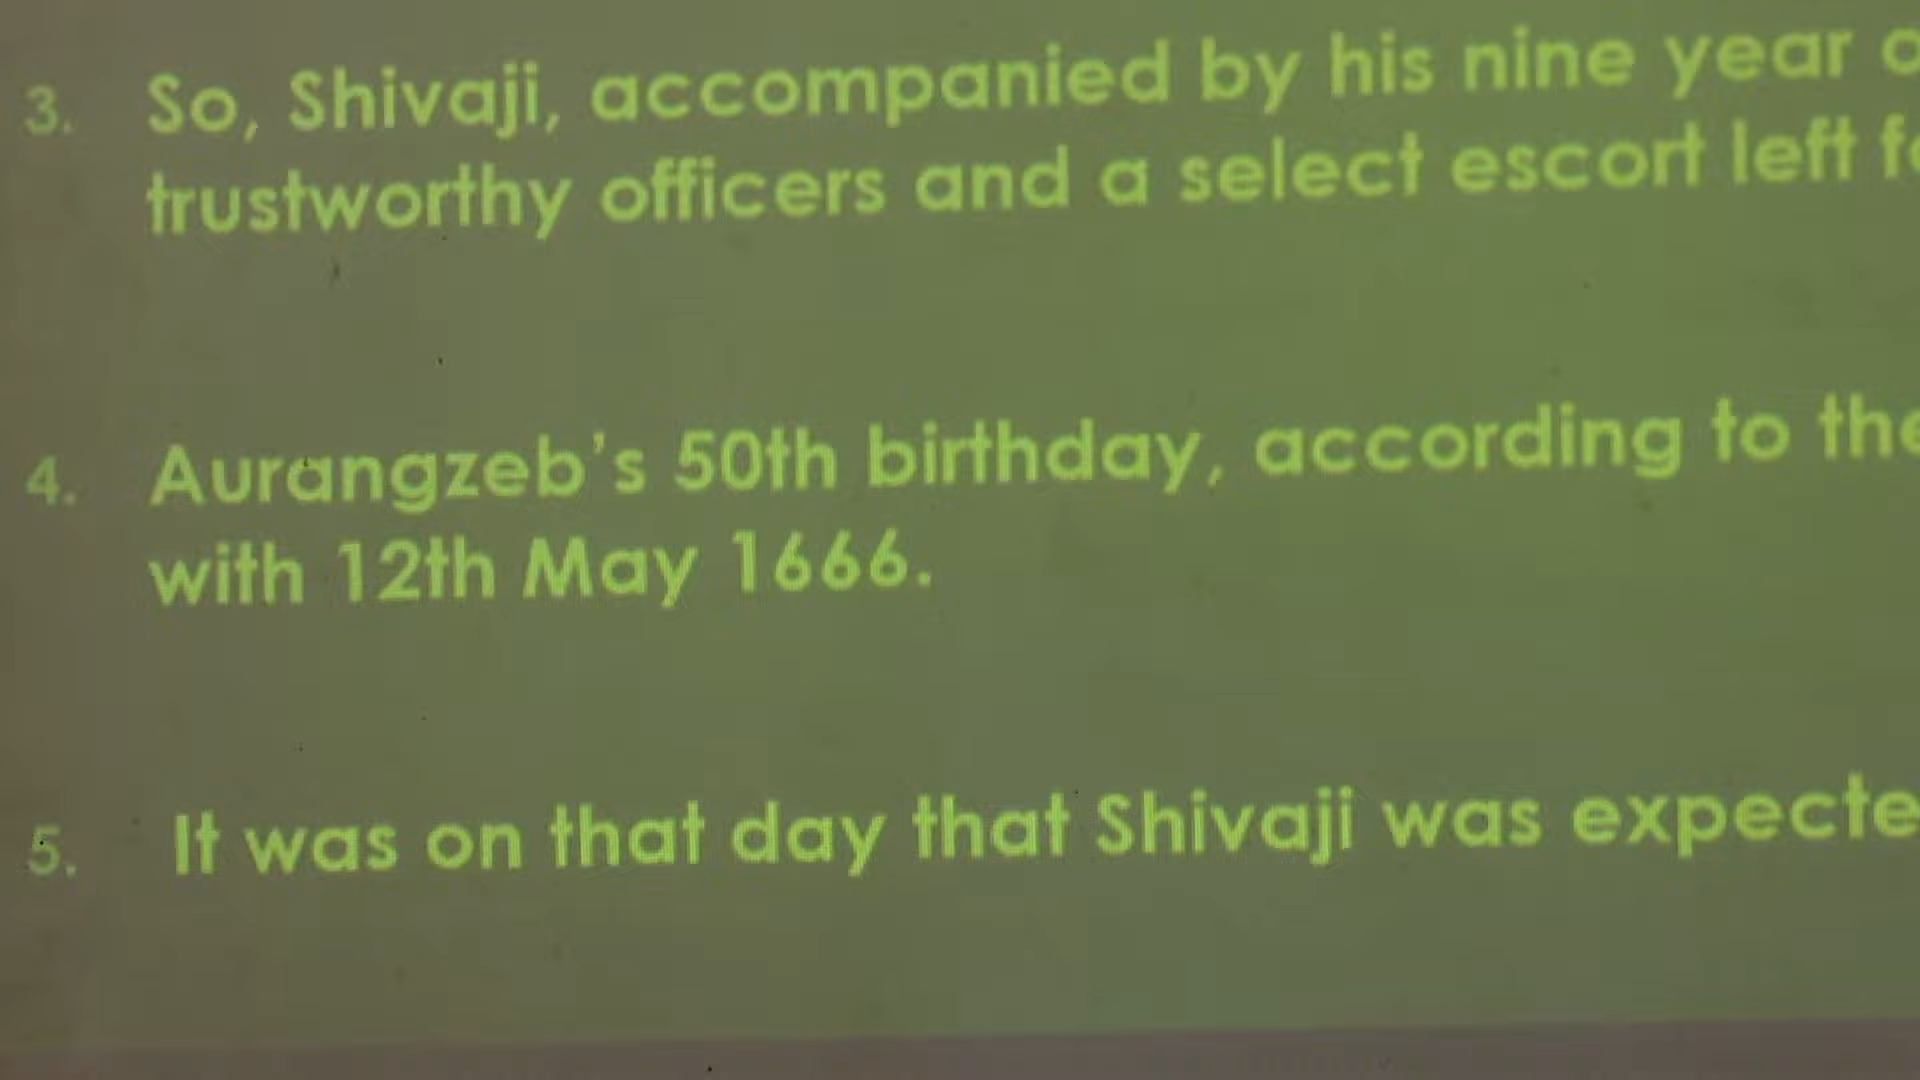 3. So, Shivaji, accompanied by his nine year
trustworthy officers and a select escort left
4. Aurangzeb's 50th birthday, according to the
with 12th May 1666.
5. It was on that day that Shivaji was